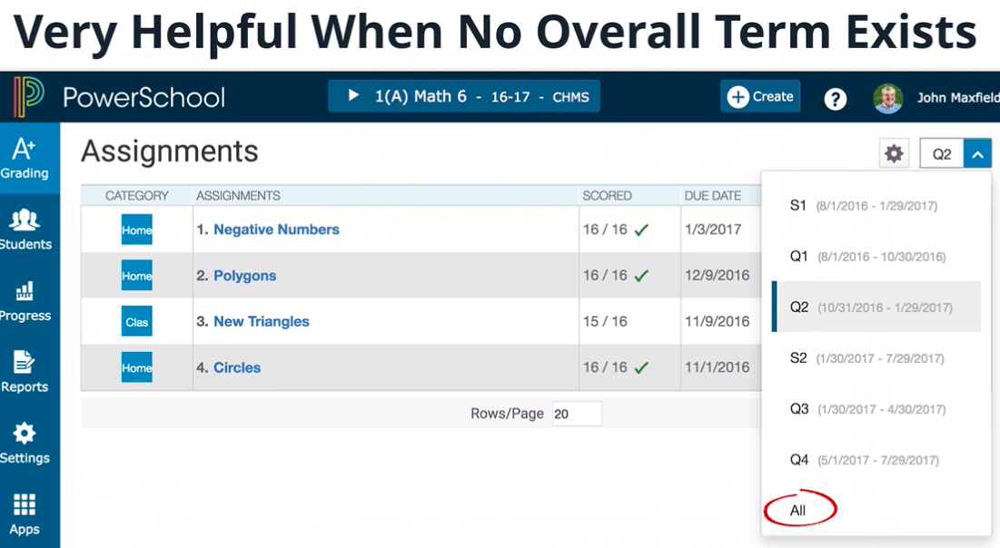 Very Helpful When No Overall Term Exists
PowerSchool
1(A) Math 6 - 16-17 - CHMS
Create
?
John Maxfield
A+
Grading
Students
Progress
Reports
Settings
Apps
Assignments
Q2
CATEGORY ASSIGNMENTS SCORED DUE DATE
Home 1. Negative Numbers 16 / 16 1/3/2017
Home 2. Polygons 16 / 16 12/9/2016
Clas 3. New Triangles 15 / 16 11/9/2016
Home 4. Circles 16 / 16 11/1/2016
Rows/Page 20
S1 (8/1/2016 - 1/29/2017)
Q1 (8/1/2016 - 10/30/2016)
Q2 (10/31/2016 - 1/29/2017)
S2 (1/30/2017 - 7/29/2017)
Q3 (1/30/2017 - 4/30/2017)
Q4 (5/1/2017 - 7/29/2017)
All